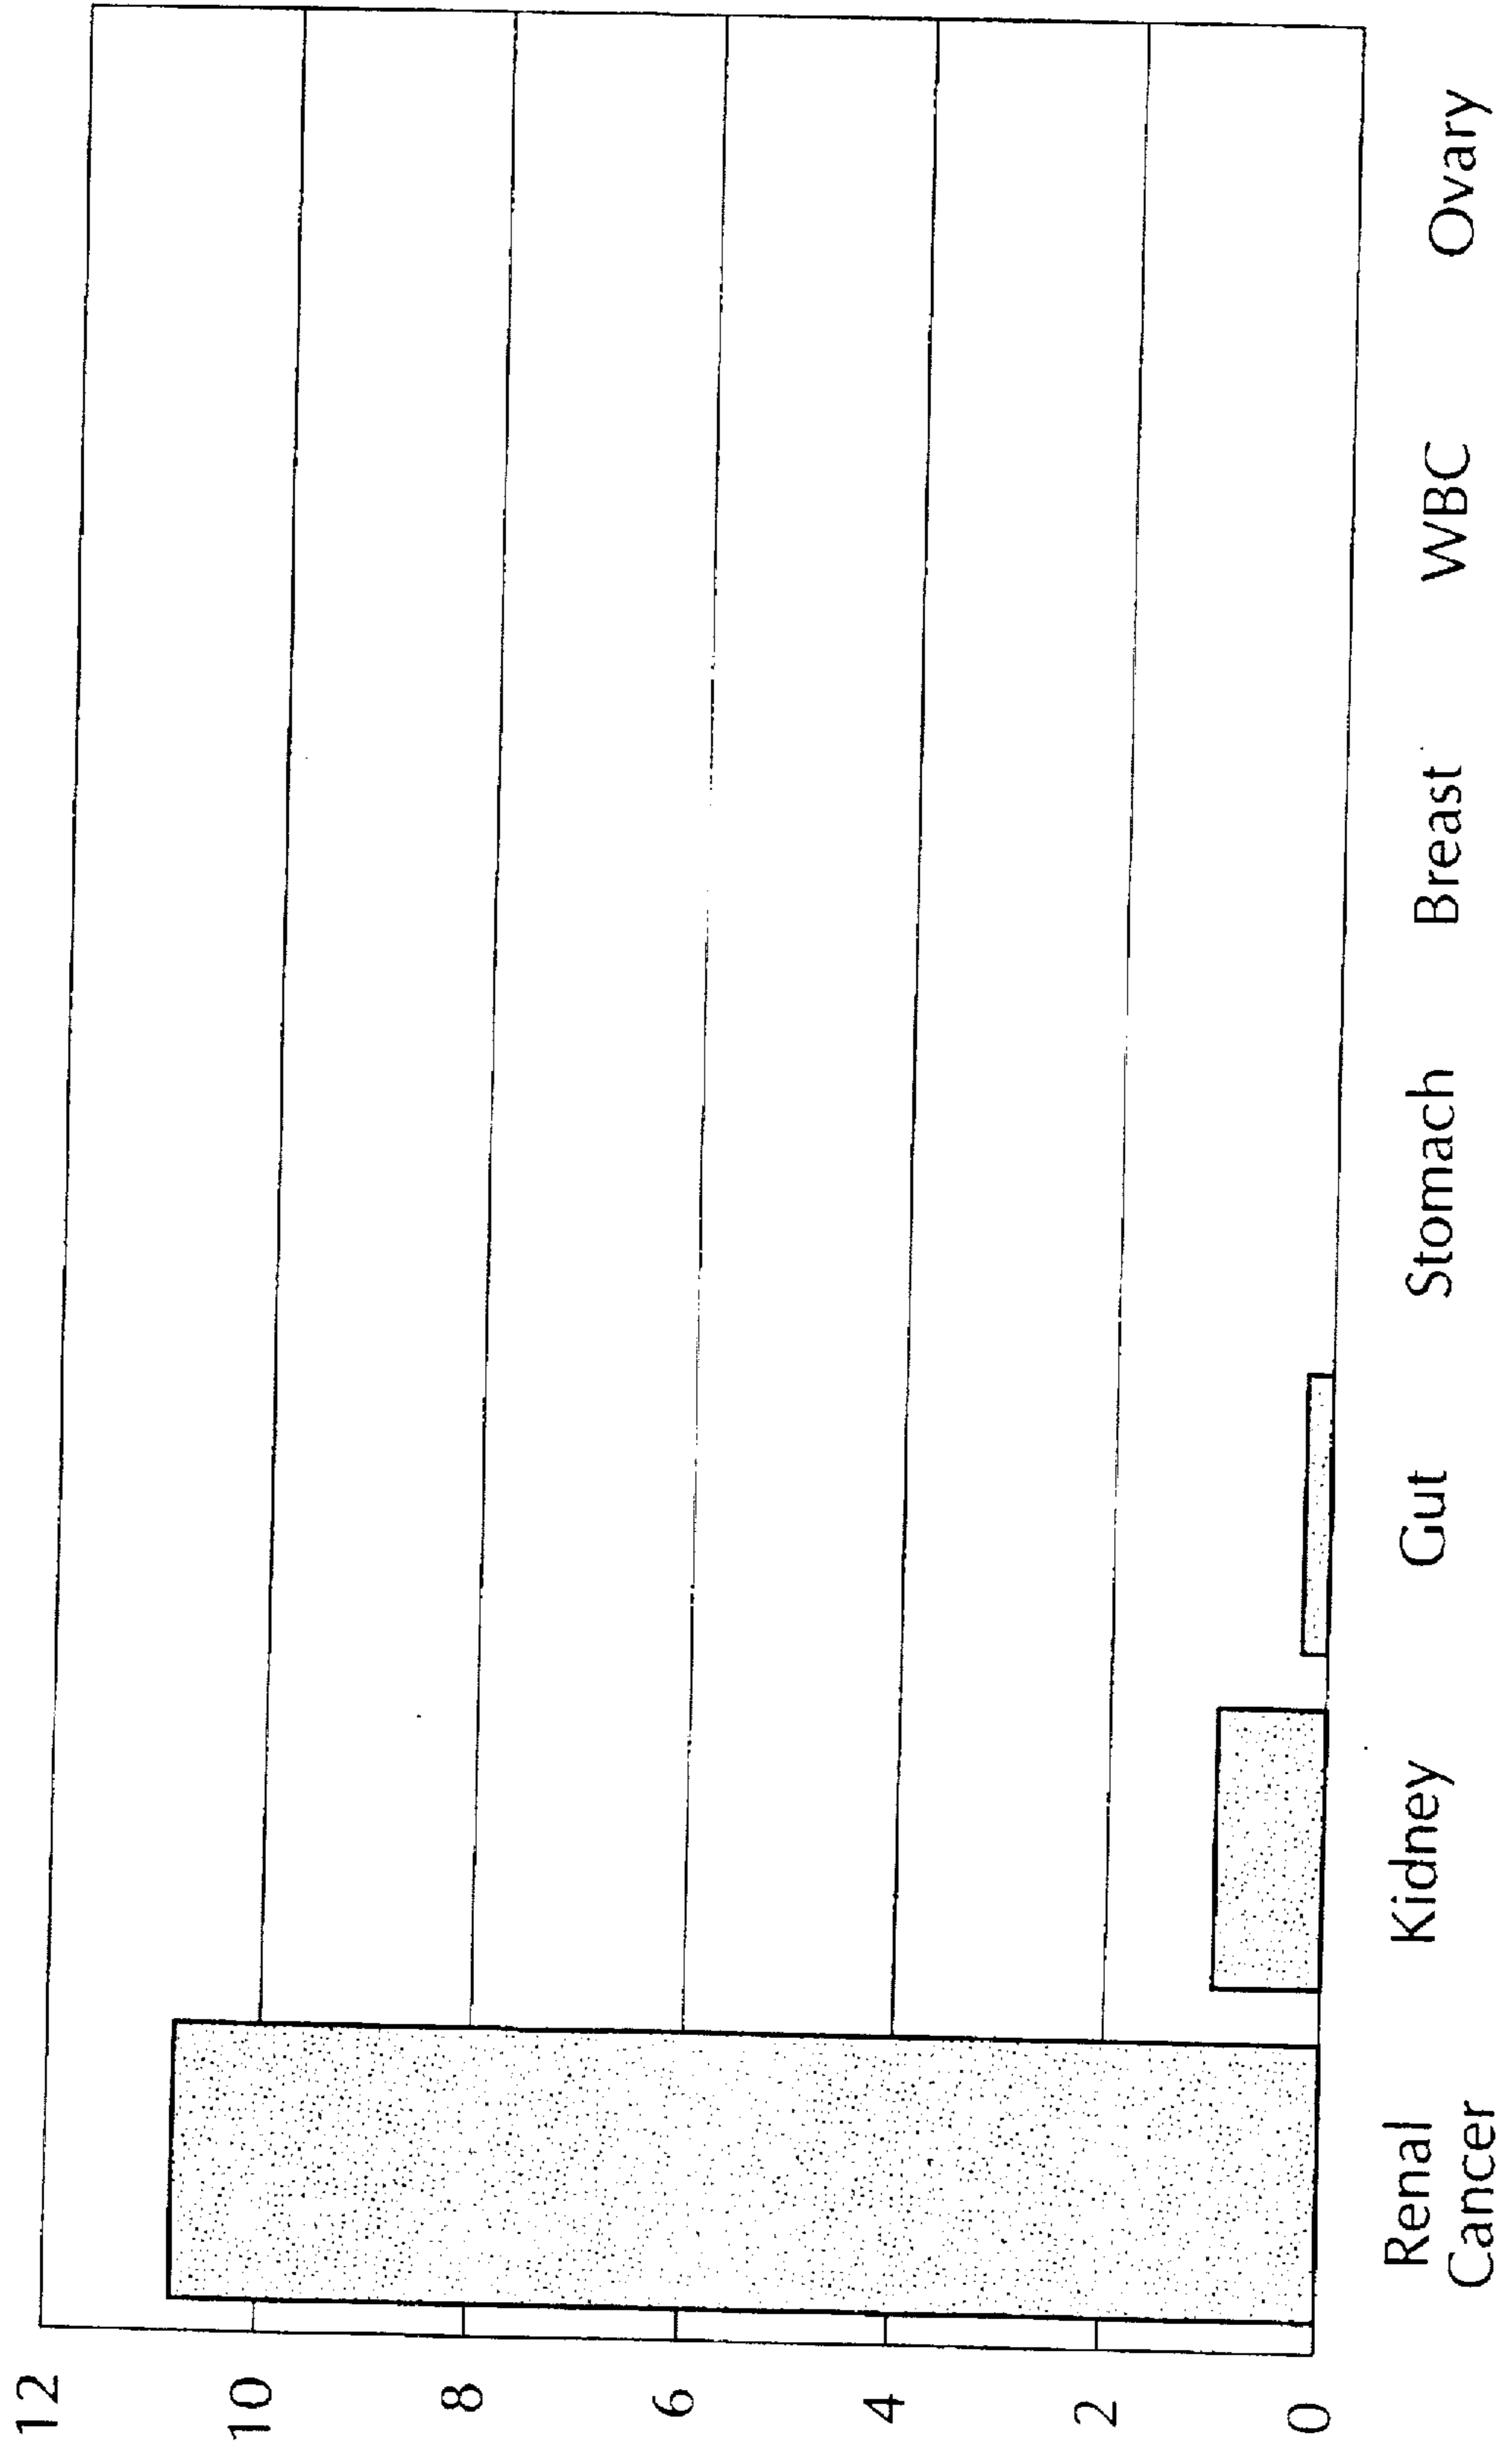 12
10
8
6
4
2
0
Renal
Cancer
Kidney
Gut
Stomach
Breast
WBC
Ovary